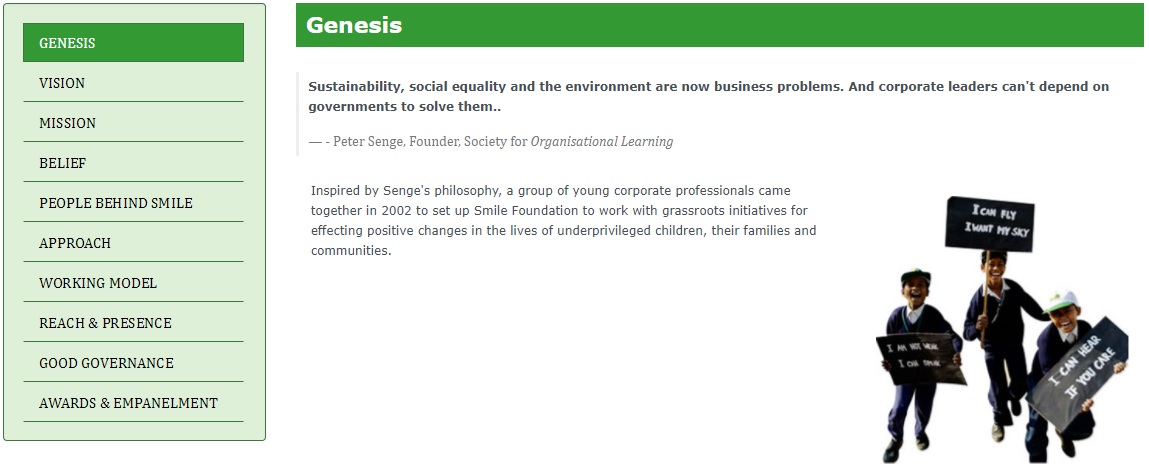 GENESIS
VISION
MISSION
BELIEF
PEOPLE BEHIND SMILE
APPROACH
WORKING MODEL
REACH & PRESENCE
GOOD GOVERNANCE
AWARDS & EMPANELMENT
Genesis
Sustainability, social equality and the environment are now business problems. And corporate leaders can't depend on
governments to solve them..
— - Peter Senge, Founder, Society for Organisational Learning
Inspired by Senge's philosophy, a group of young corporate professionals came
together in 2002 to set up Smile Foundation to work with grassroots initiatives for
effecting positive changes in the lives of underprivileged children, their families and
communities.
I CAN FLY
I WANT MY SKY
I AM NOT WEAK
I CAN SPEAK
I CAN HEAR
IF YOU CARE